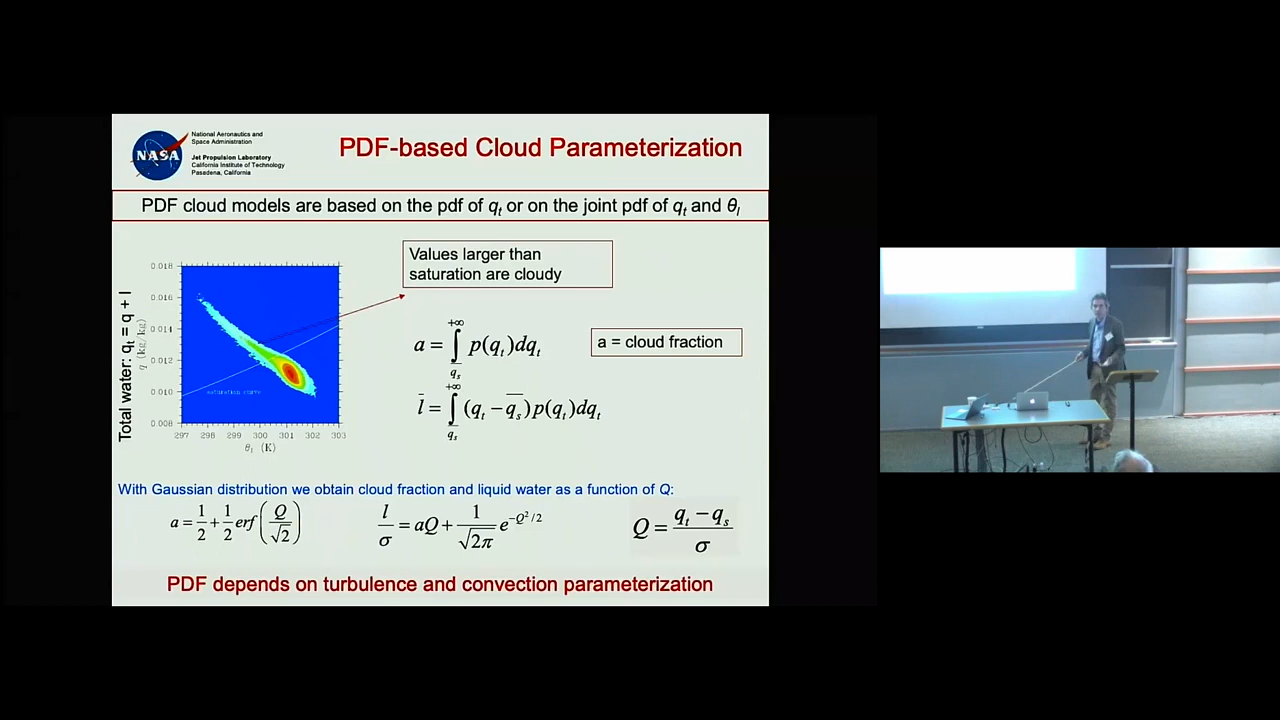 National Aeronautics and
Space Administration
NASA
Jet Propulsion Laboratory
California Institute of Technology
Pasadena, California
PDF-based Cloud Parameterization
PDF cloud models are based on the pdf of qt or on the joint pdf of qt and θl
Values larger than
saturation are cloudy
Total water: qt = q + l
q (kg/kg)
0.018
0.016
0.014
0.012
0.010
0.008
saturation curve
297 298 299 300 301 302 303
θl (K)
a = ∫_{qs}^{+∞} p(qt)dqt
a = cloud fraction
l̄ = ∫_{qs}^{+∞} (qt − q̄s)p(qt)dqt
With Gaussian distribution we obtain cloud fraction and liquid water as a function of Q:
a = 1/2 + 1/2 erf(Q/√2)
l/σ = aQ + 1/√2π e^{−Q²/2}
Q = (qt − qs)/σ
PDF depends on turbulence and convection parameterization